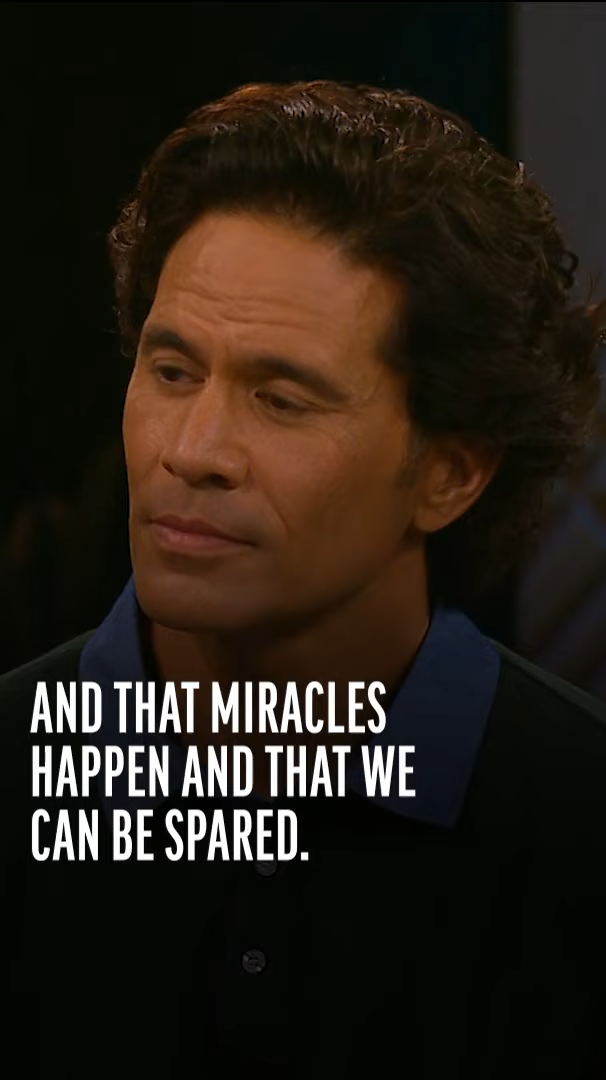 AND THAT MIRACLES
HAPPEN AND THAT WE
CAN BE SPARED.